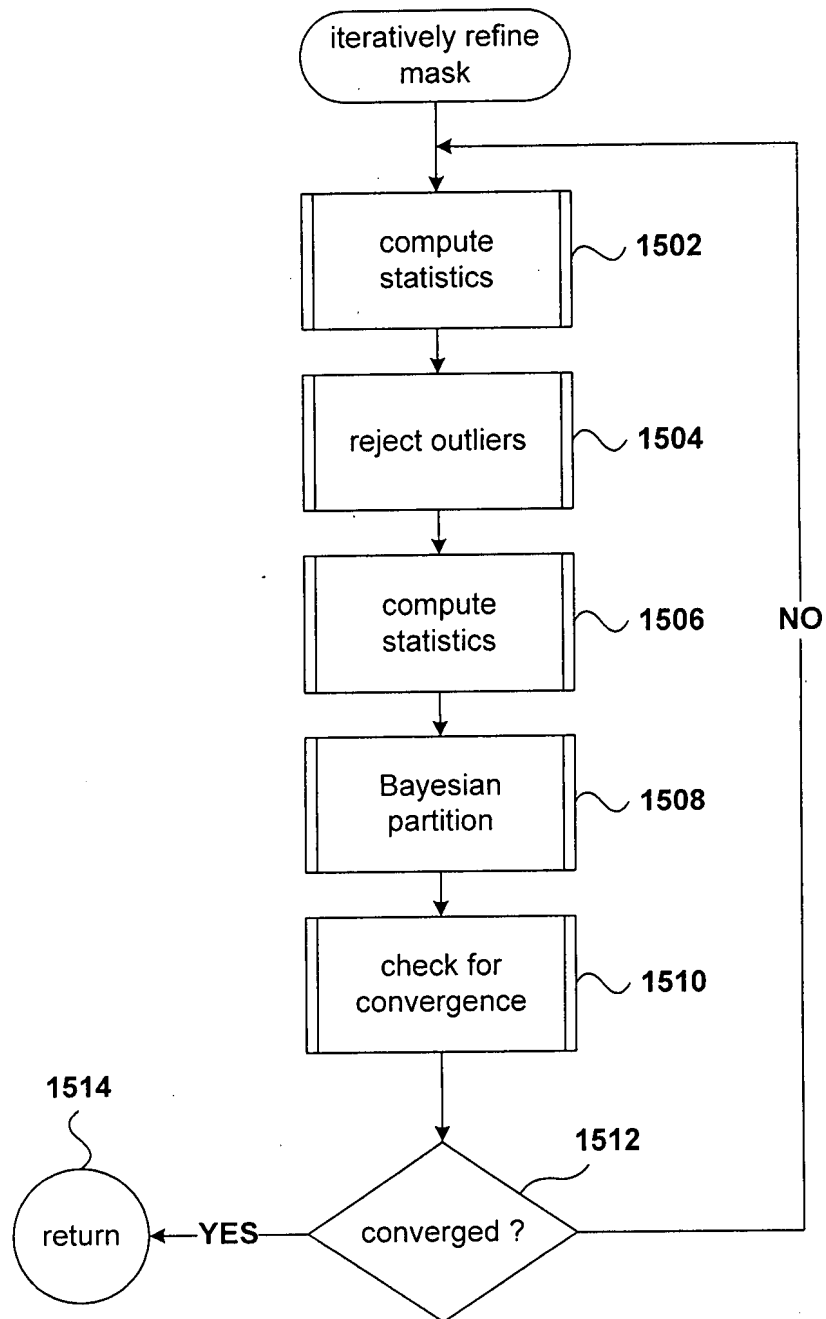 iteratively refine
mask
compute
statistics
1502
reject outliers
1504
compute
statistics
1506
NO
Bayesian
partition
1508
check for
convergence
1510
1514
1512
return
YES
converged ?